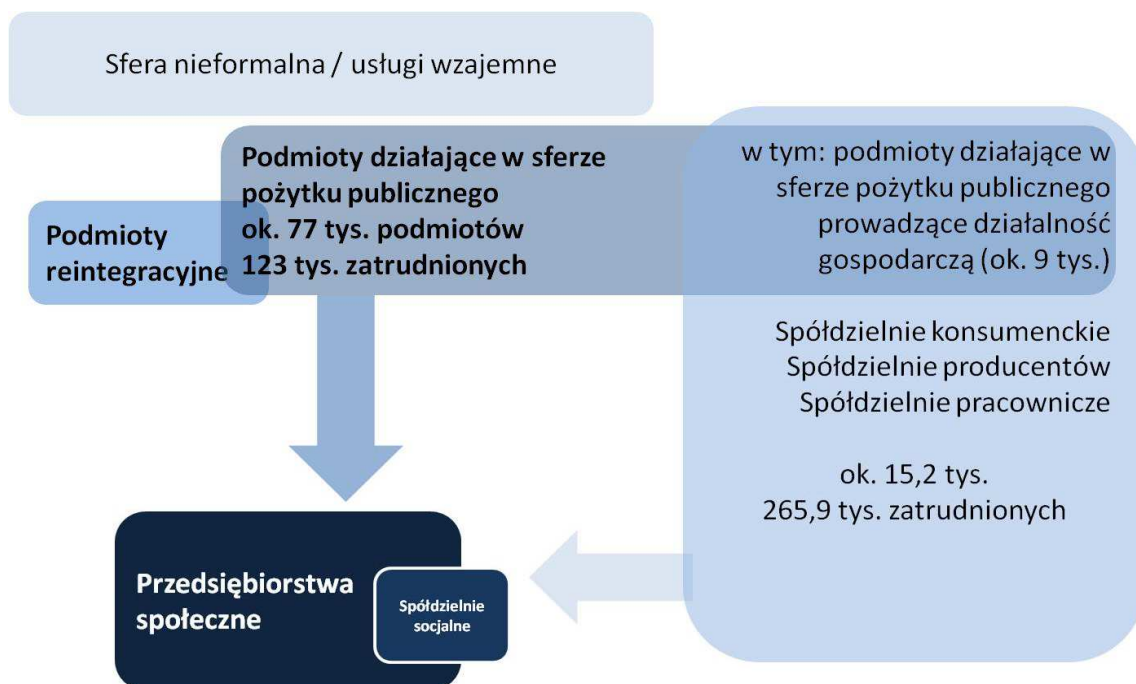 Sfera nieformalna / usługi wzajemne
Podmioty działające w sferze
pożytku publicznego
ok. 77 tys. podmiotów
123 tys. zatrudnionych
w tym: podmioty działające w
sferze pożytku publicznego
prowadzące działalność
gospodarczą (ok. 9 tys.)
Podmioty
reintegracyjne
Spółdzielnie konsumenckie
Spółdzielnie producentów
Spółdzielnie pracownicze
ok. 15,2 tys.
265,9 tys. zatrudnionych
Przedsiębiorstwa
społeczne
Spółdzielnie
socjalne